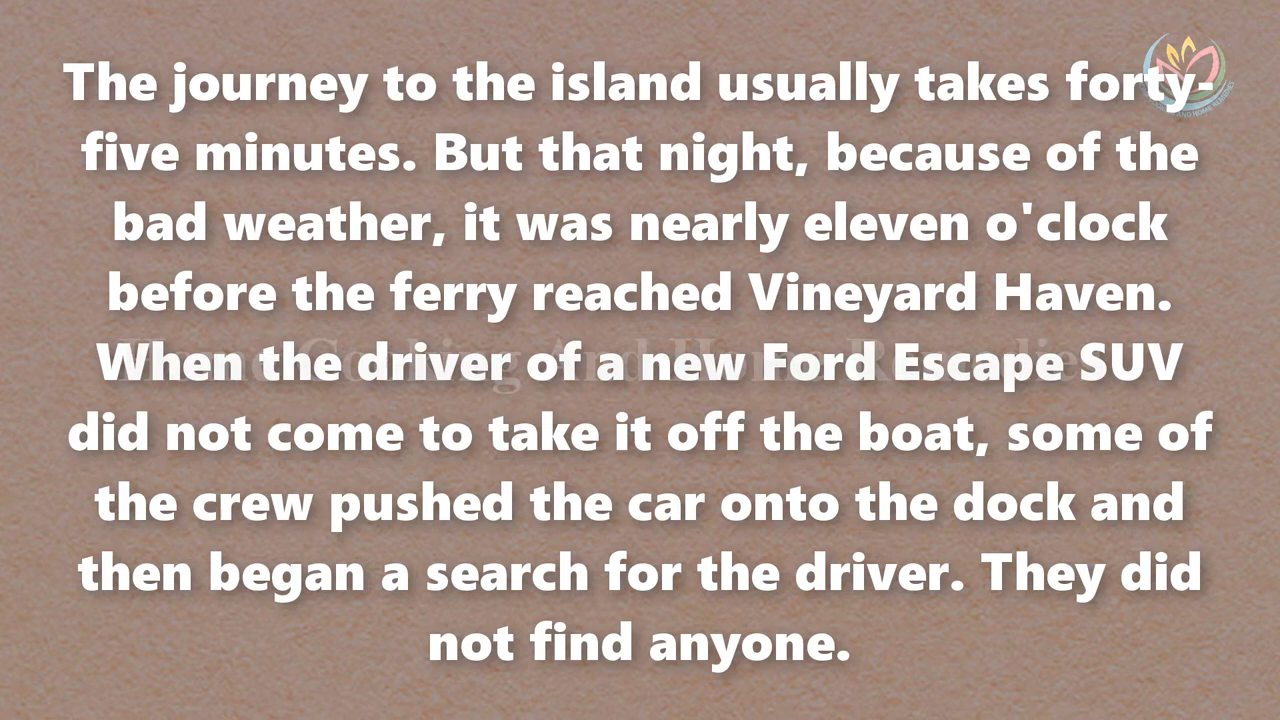 The journey to the island usually takes forty-
five minutes. But that night, because of the
bad weather, it was nearly eleven o'clock
before the ferry reached Vineyard Haven.
When the driver of a new Ford Escape SUV
did not come to take it off the boat, some of
the crew pushed the car onto the dock and
then began a search for the driver. They did
not find anyone.